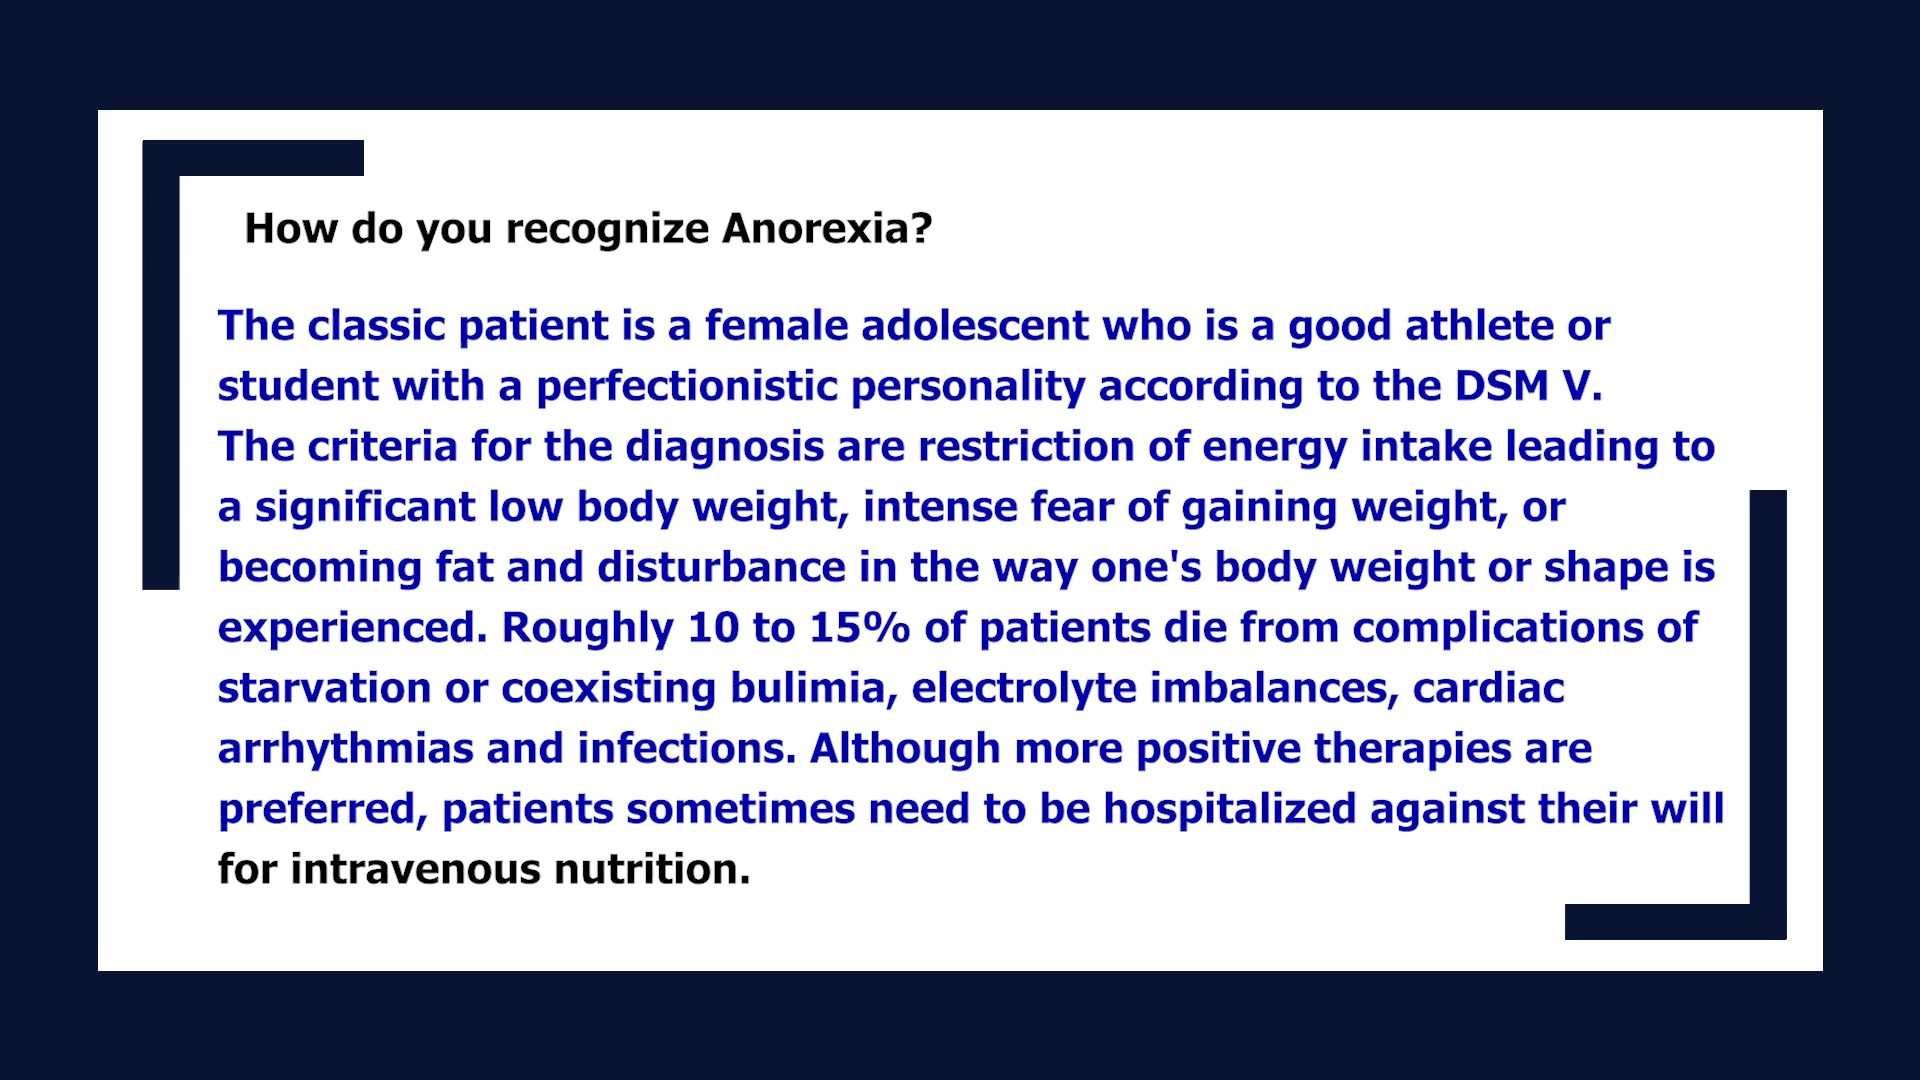 How do you recognize Anorexia?
The classic patient is a female adolescent who is a good athlete or
student with a perfectionistic personality according to the DSM V.
The criteria for the diagnosis are restriction of energy intake leading to
a significant low body weight, intense fear of gaining weight, or
becoming fat and disturbance in the way one's body weight or shape is
experienced. Roughly 10 to 15% of patients die from complications of
starvation or coexisting bulimia, electrolyte imbalances, cardiac
arrhythmias and infections. Although more positive therapies are
preferred, patients sometimes need to be hospitalized against their will
for intravenous nutrition.